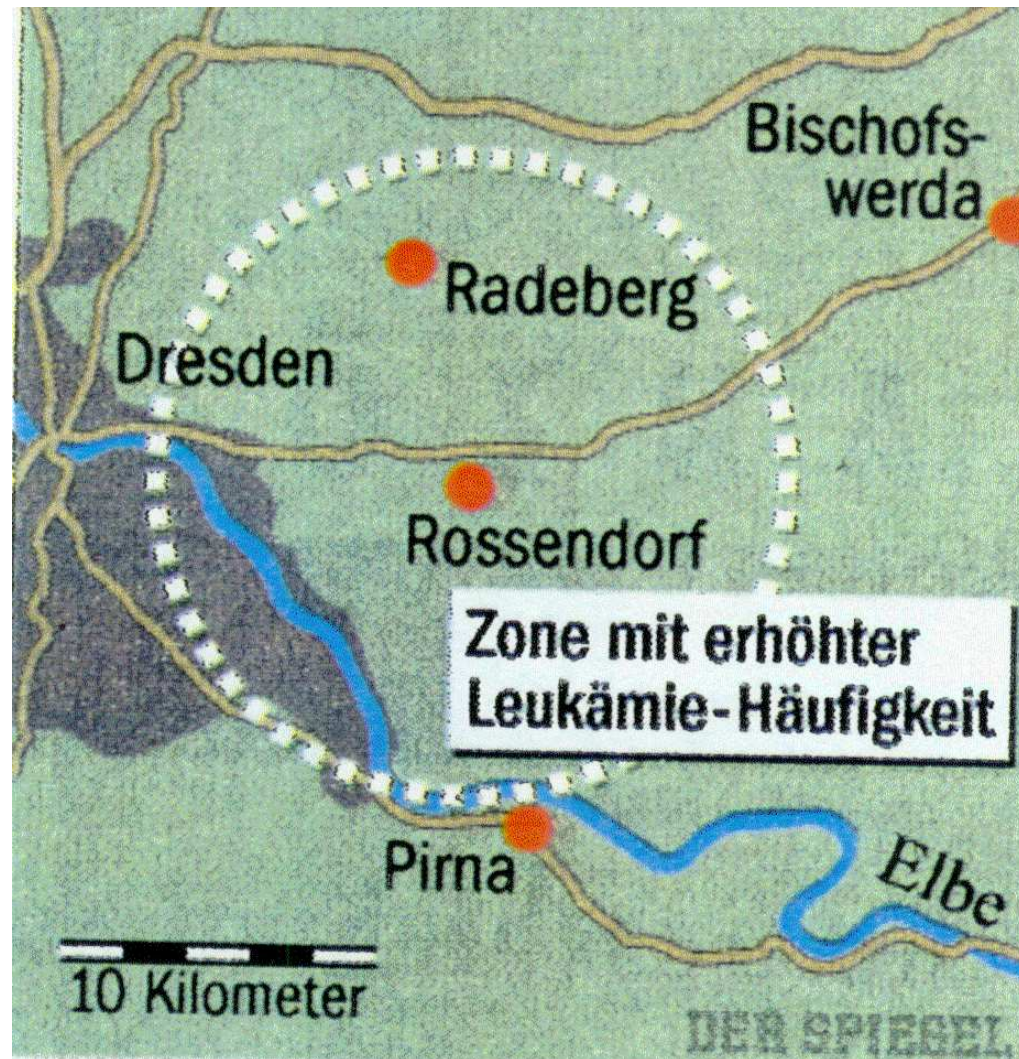 Bischofs-
werda
Radeberg
Dresden
Rossendorf
Zone mit erhöhter
Leukämie-Häufigkeit
Pirna
Elbe
10 Kilometer
DER SPIEGEL